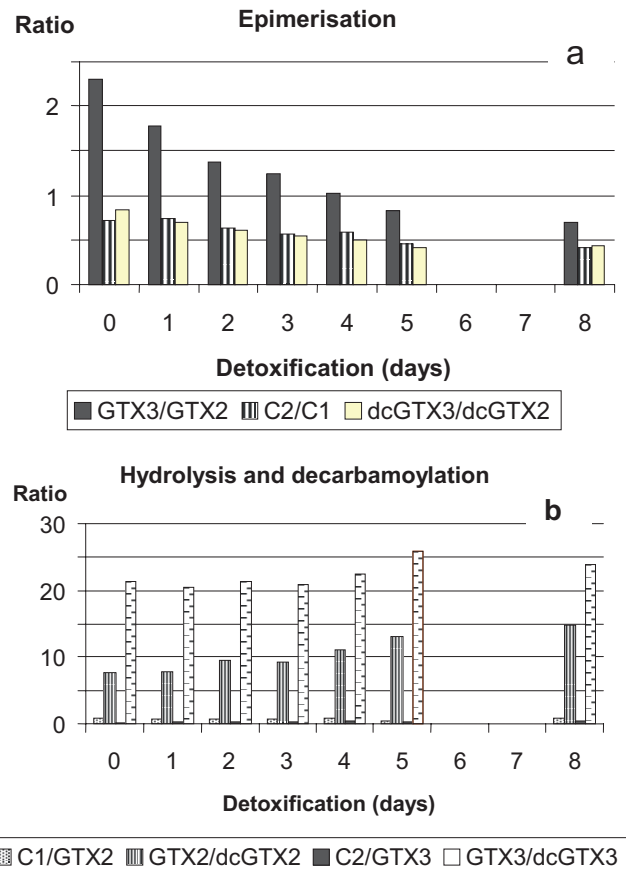 Ratio Epimerisation
a
2
1
0
0 1 2 3 4 5 6 7 8
Detoxification (days)
GTX3/GTX2 C2/C1 dcGTX3/dcGTX2
Hydrolysis and decarbamoylation
Ratio
b
30
20
10
0
0 1 2 3 4 5 6 7 8
Detoxification (days)
C1/GTX2 GTX2/dcGTX2 C2/GTX3 GTX3/dcGTX3